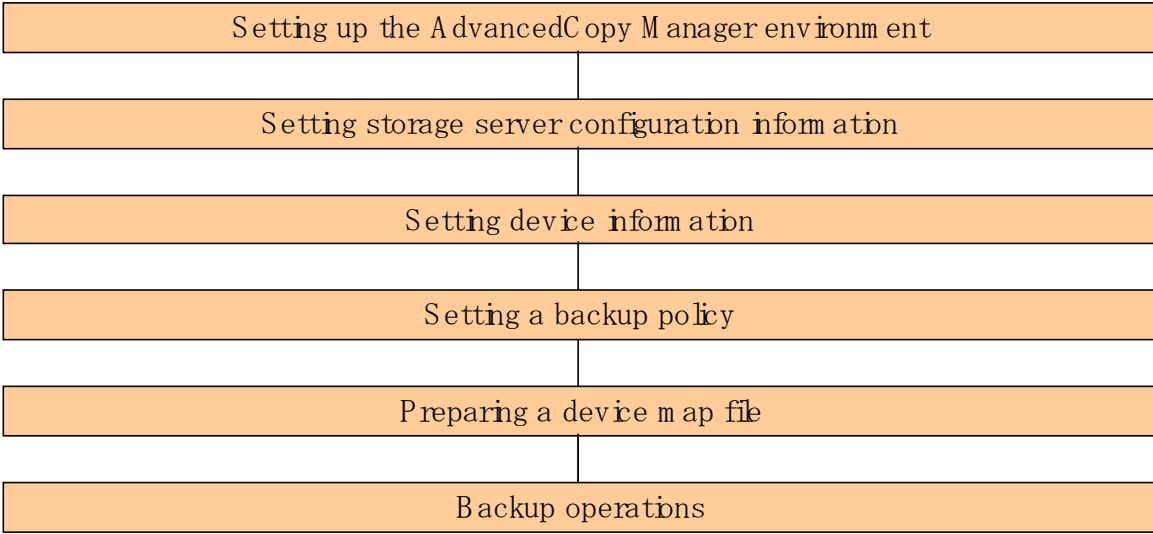 Setting up the AdvancedCopy Manager environment
Setting storage server configuration information
Setting device information
Setting a backup policy
Preparing a device map file
Backup operations